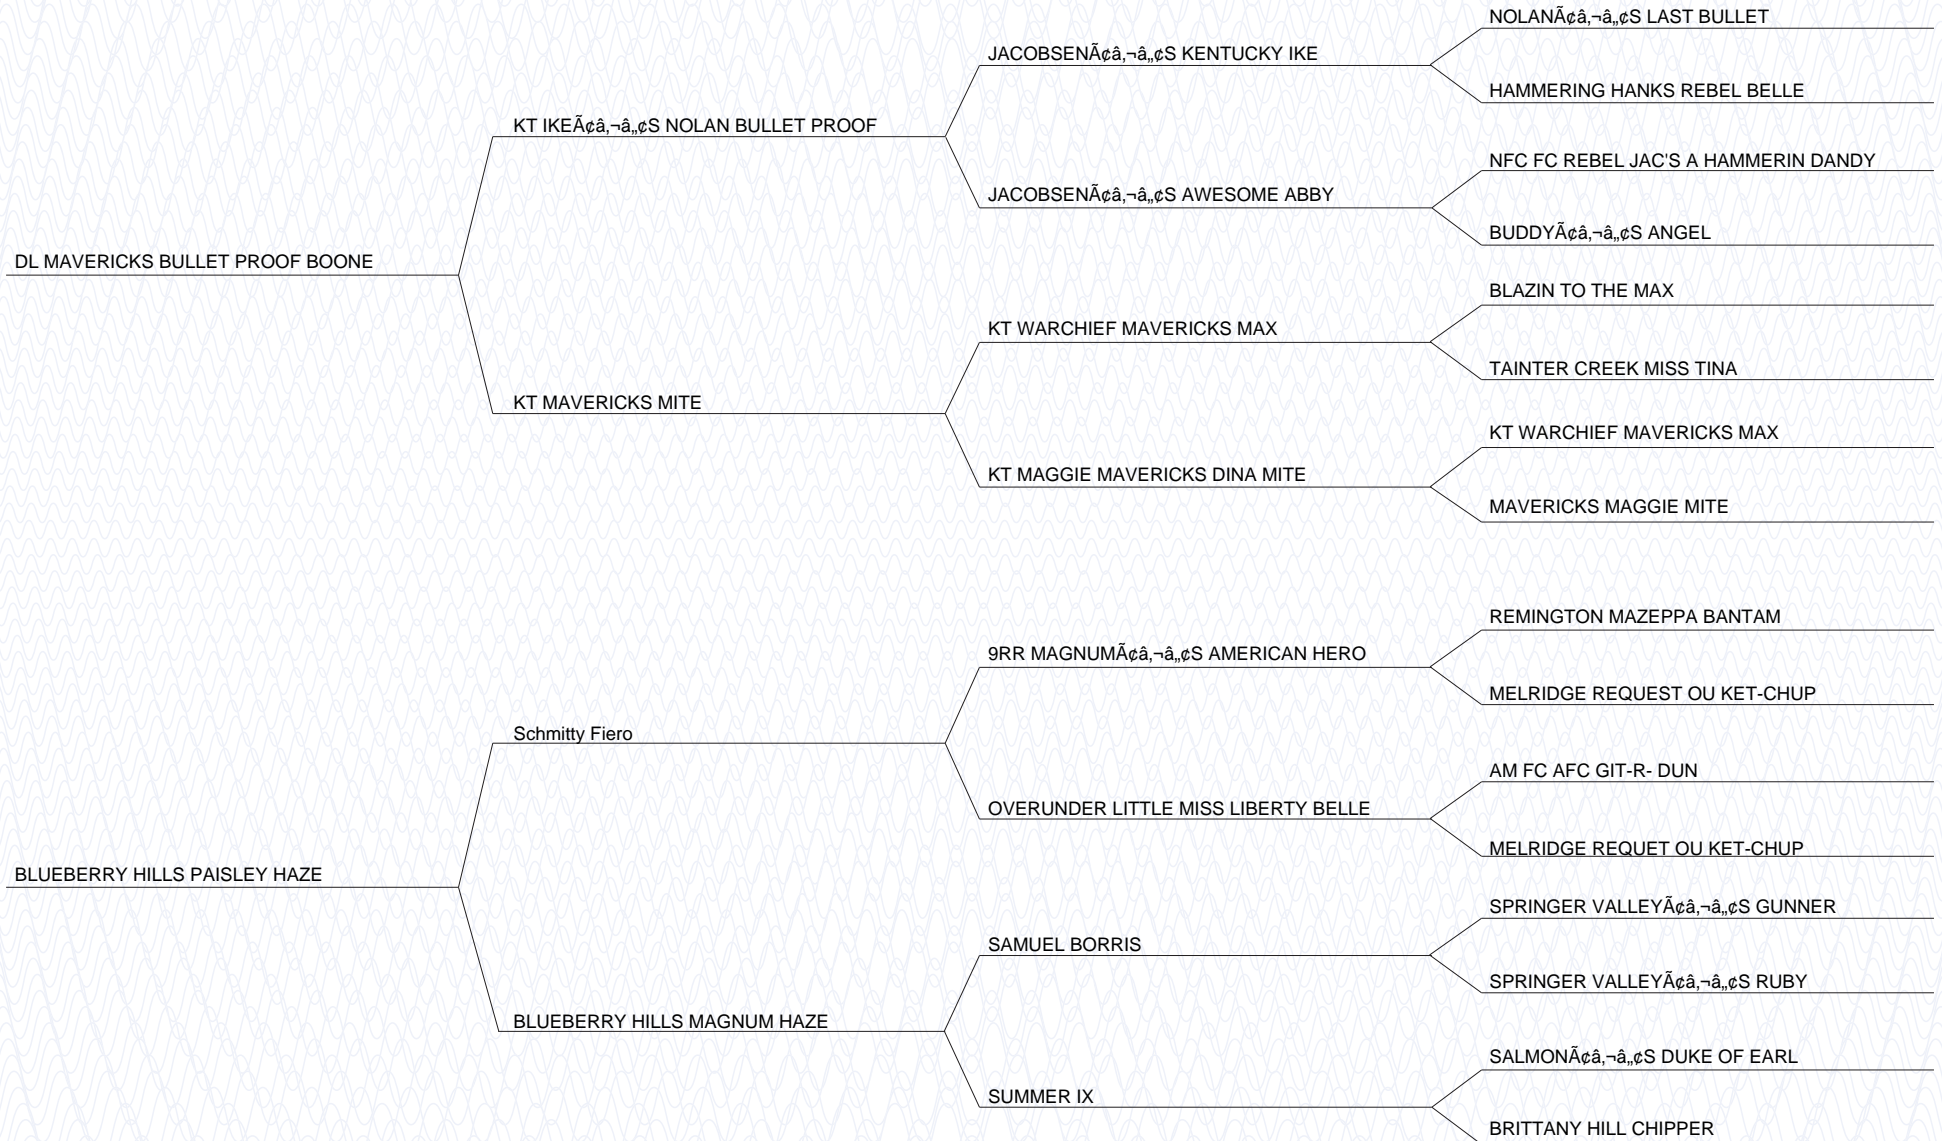 NOLANÃ¢â‚¬â„¢S LAST BULLET
JACOBSENÃ¢â‚¬â„¢S KENTUCKY IKE
HAMMERING HANKS REBEL BELLE
KT IKEÃ¢â‚¬â„¢S NOLAN BULLET PROOF
NFC FC REBEL JAC'S A HAMMERIN DANDY
JACOBSENÃ¢â‚¬â„¢S AWESOME ABBY
BUDDYÃ¢â‚¬â„¢S ANGEL
DL MAVERICKS BULLET PROOF BOONE
BLAZIN TO THE MAX
KT WARCHIEF MAVERICKS MAX
TAINTER CREEK MISS TINA
KT MAVERICKS MITE
KT WARCHIEF MAVERICKS MAX
KT MAGGIE MAVERICKS DINA MITE
MAVERICKS MAGGIE MITE
REMINGTON MAZEPPA BANTAM
9RR MAGNUMÃ¢â‚¬â„¢S AMERICAN HERO
MELRIDGE REQUEST OU KET-CHUP
Schmitty Fiero
AM FC AFC GIT-R- DUN
OVERUNDER LITTLE MISS LIBERTY BELLE
MELRIDGE REQUET OU KET-CHUP
BLUEBERRY HILLS PAISLEY HAZE
SPRINGER VALLEYÃ¢â‚¬â„¢S GUNNER
SAMUEL BORRIS
SPRINGER VALLEYÃ¢â‚¬â„¢S RUBY
BLUEBERRY HILLS MAGNUM HAZE
SALMONÃ¢â‚¬â„¢S DUKE OF EARL
SUMMER IX
BRITTANY HILL CHIPPER